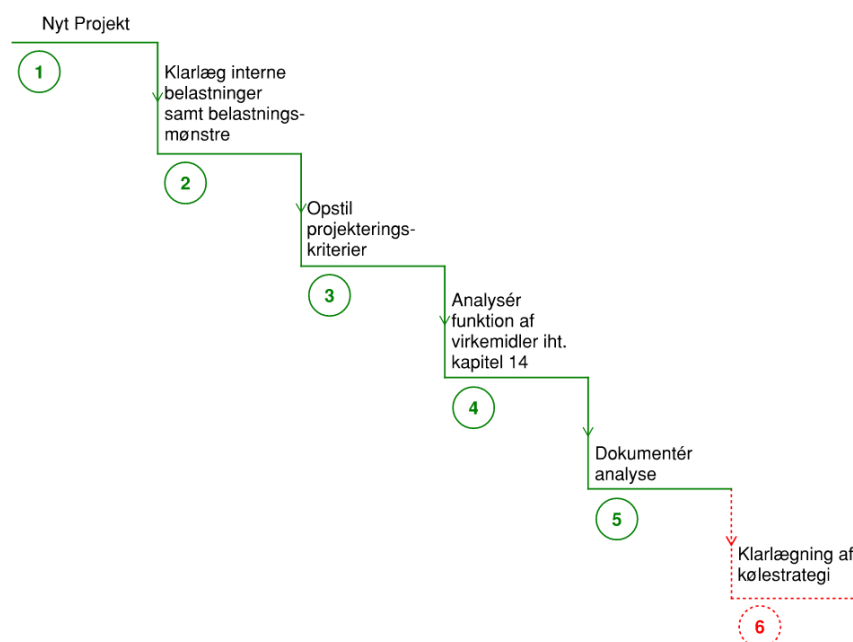 Nyt Projekt
1
Klarlæg interne
belastninger
samt belastnings-
mønstre
2
Opstil
projekterings-
kriterier
3
Analysér
funktion af
virkemidler iht.
kapitel 14
4
Dokumentér
analyse
5
Klarlægning af
kølestrategi
6